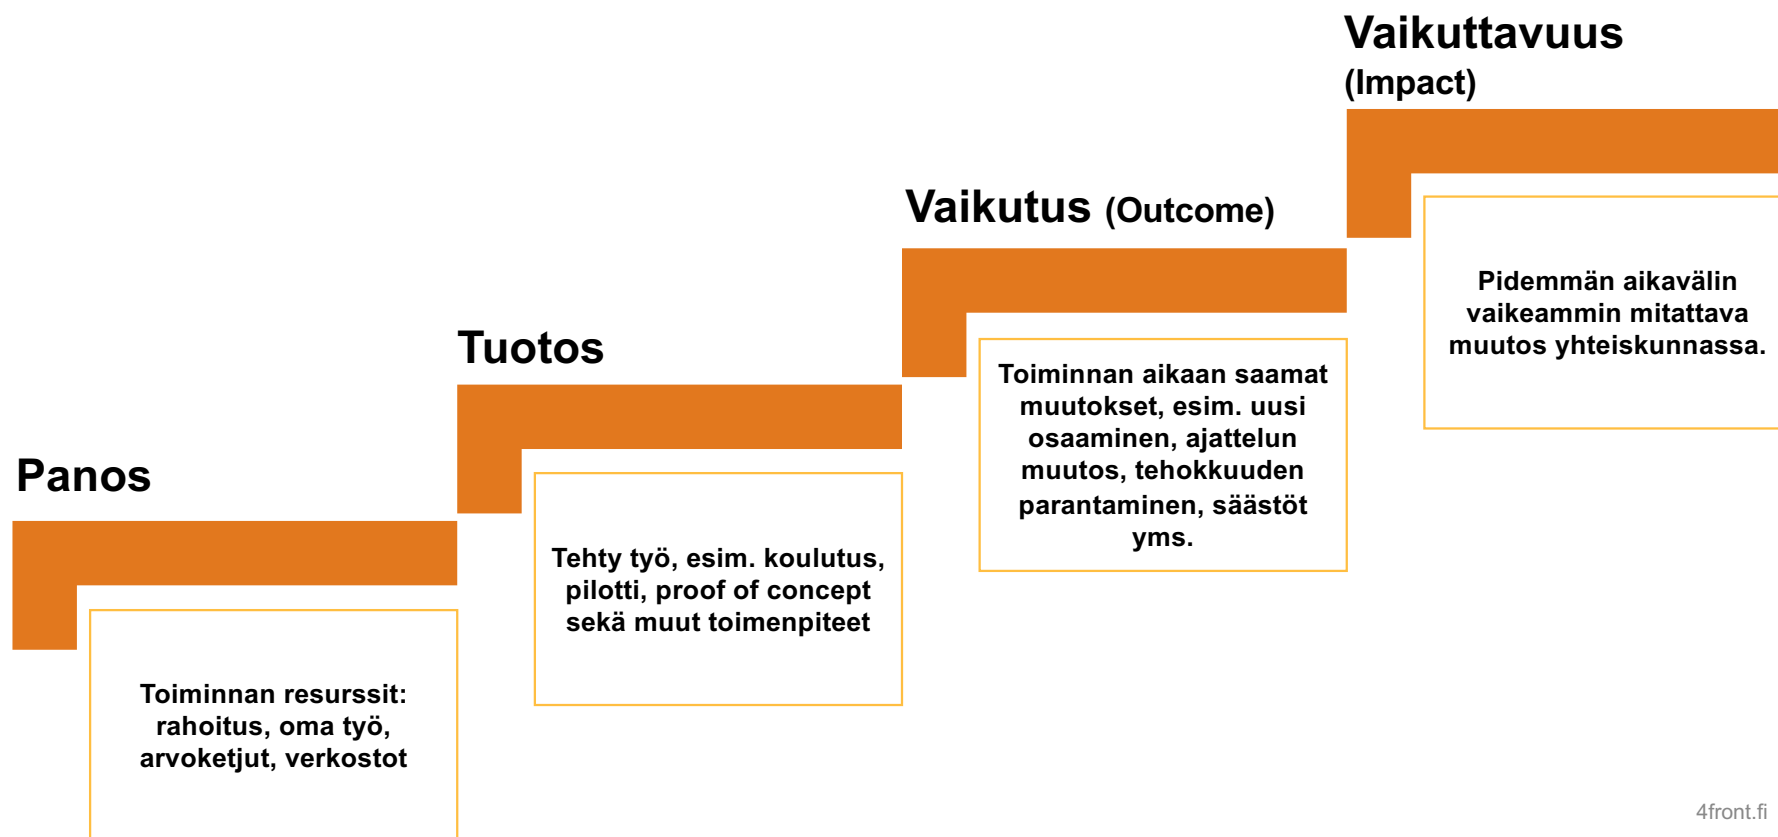 Panos
Toiminnan resurssit:
rahoitus, oma työ,
arvoketjut, verkostot
Tuotos
Tehty työ, esim. koulutus,
pilotti, proof of concept
sekä muut toimenpiteet
Vaikutus (Outcome)
Toiminnan aikaan saamat
muutokset, esim. uusi
osaaminen, ajattelun
muutos, tehokkuuden
parantaminen, säästöt
yms.
Vaikuttavuus
(Impact)
Pidemmän aikavälin
vaikeammin mitattava
muutos yhteiskunnassa.
4front.fi